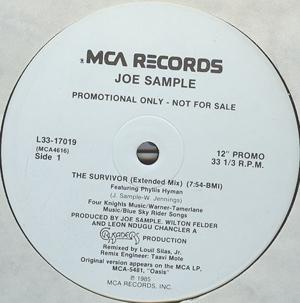 MCA RECORDS
JOE SAMPLE
PROMOTIONAL ONLY - NOT FOR SALE
L33-17019
(MCA4616)
Side 1
12" PROMO
33 1/3 R.P.M.
THE SURVIVOR (Extended Mix) (7:54-BMI)
Featuring Phyllis Hyman
(J. Sample-W. Jennings)
Four Knights Music/Warner-Tamerlane
Music/Blue Sky Rider Songs
PRODUCED BY JOE SAMPLE, WILTON FELDER
AND LEON NDUGU CHANCLER A
CRUSADERS PRODUCTION
Remixed by Louil Silas, Jr.
Remix Engineer: Taavi Mote
Original version appears on the MCA LP,
MCA-5481, "Oasis"
℗ 1985
MCA RECORDS, INC.